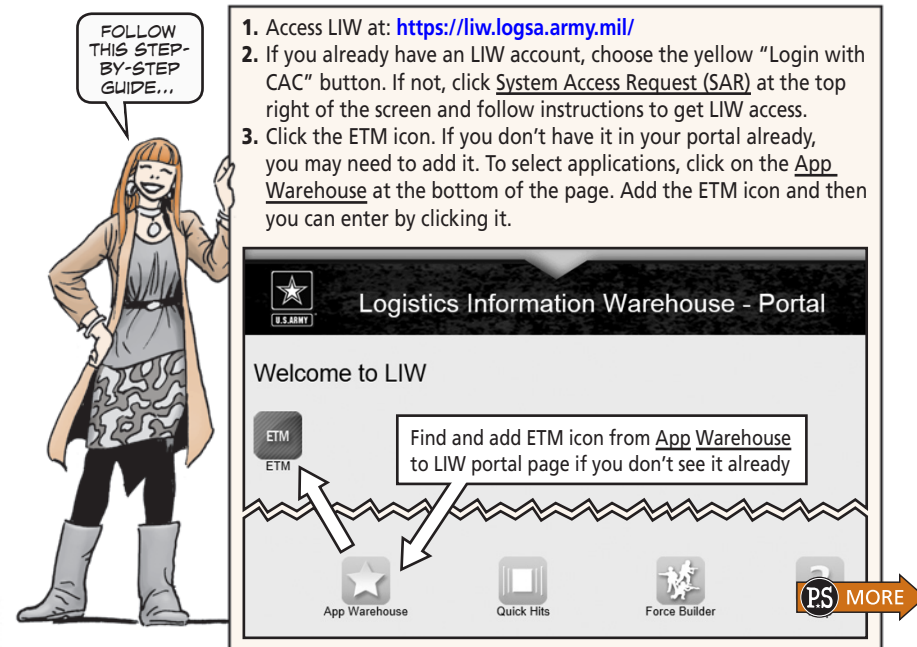 FOLLOW
THIS STEP-
BY-STEP
GUIDE...
1. Access LIW at: https://liw.logsa.army.mil/
2. If you already have an LIW account, choose the yellow “Login with
CAC” button. If not, click System Access Request (SAR) at the top
right of the screen and follow instructions to get LIW access.
3. Click the ETM icon. If you don’t have it in your portal already,
you may need to add it. To select applications, click on the App
Warehouse at the bottom of the page. Add the ETM icon and then
you can enter by clicking it.
U.S.ARMY
Logistics Information Warehouse - Portal
Welcome to LIW
ETM
ETM
Find and add ETM icon from App Warehouse
to LIW portal page if you don’t see it already
App Warehouse
Quick Hits
Force Builder
PS MORE